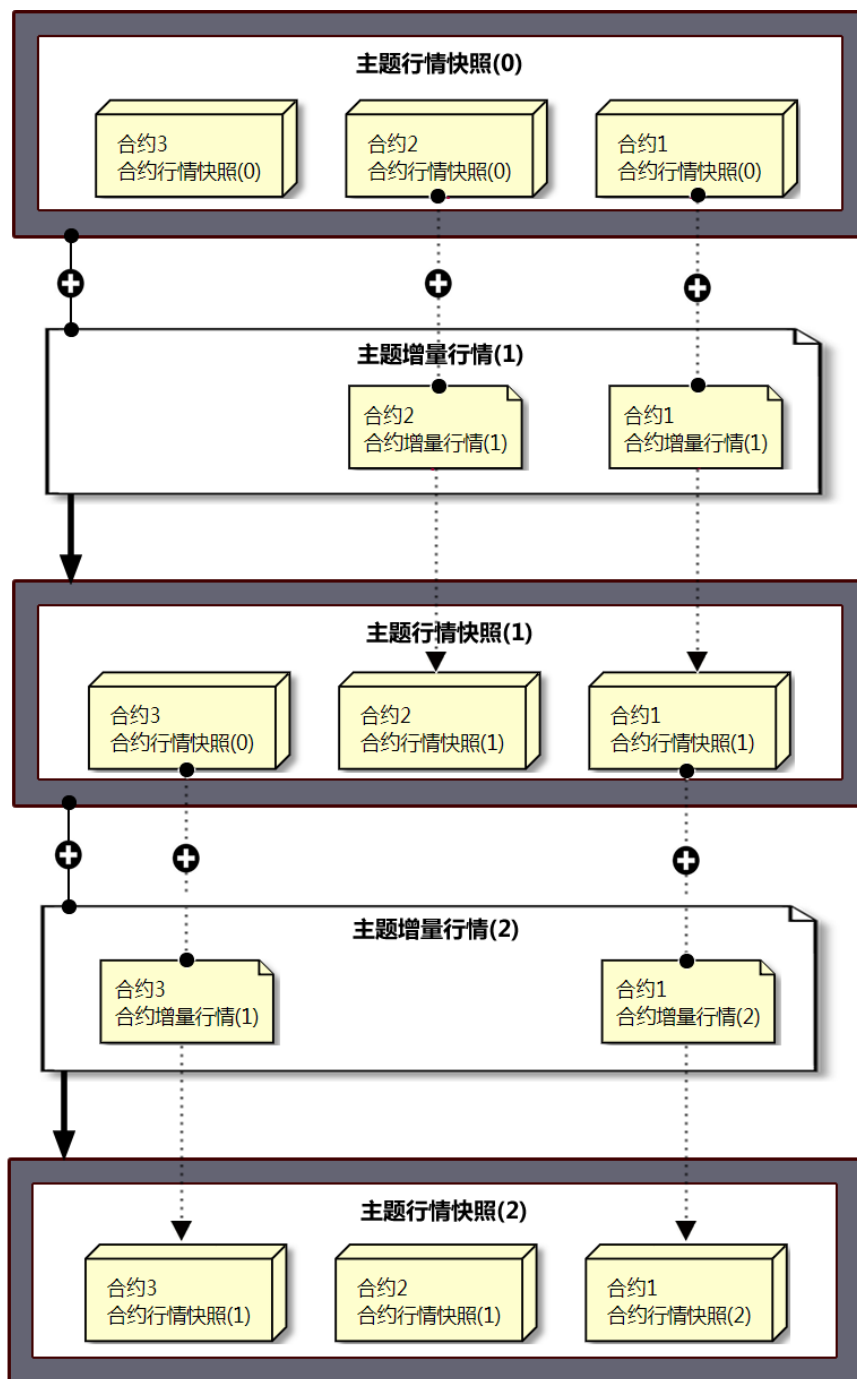 主题行情快照(0)
合约3
合约行情快照(0)
合约2
合约行情快照(0)
合约1
合约行情快照(0)
主题增量行情(1)
合约2
合约增量行情(1)
合约1
合约增量行情(1)
主题行情快照(1)
合约3
合约行情快照(0)
合约2
合约行情快照(1)
合约1
合约行情快照(1)
主题增量行情(2)
合约3
合约增量行情(1)
合约1
合约增量行情(2)
主题行情快照(2)
合约3
合约行情快照(1)
合约2
合约行情快照(1)
合约1
合约行情快照(2)